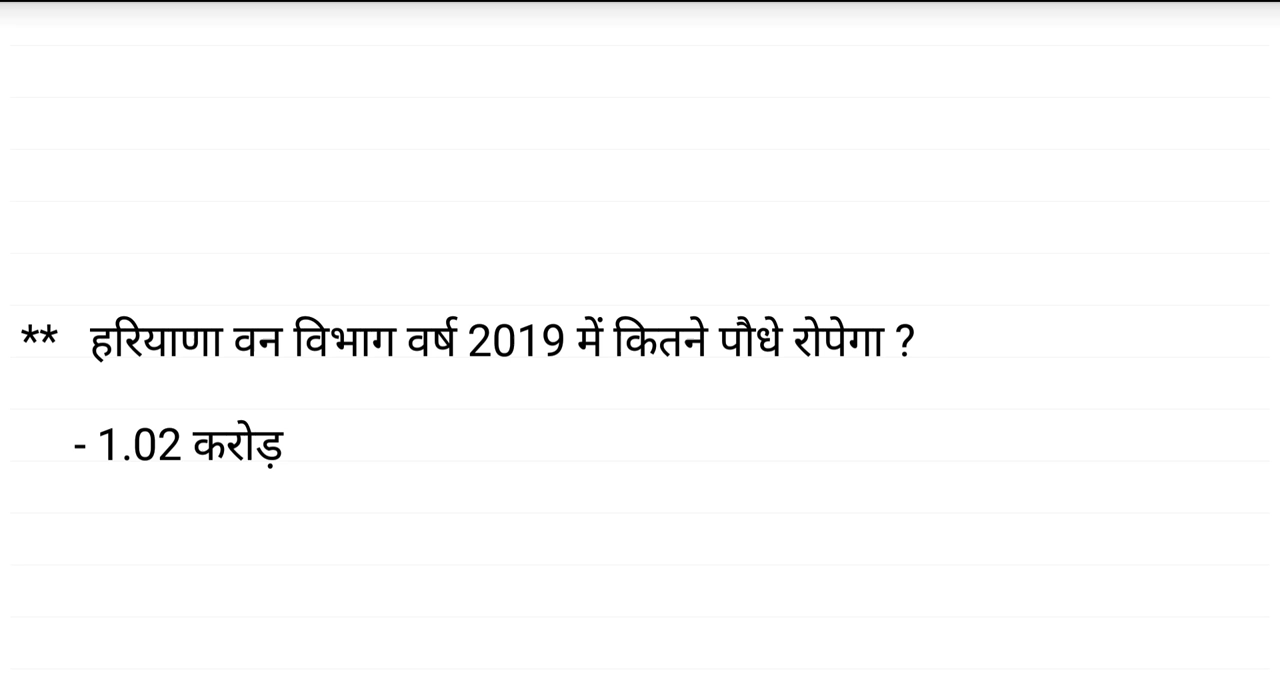 ** हरियाणा वन विभाग वर्ष 2019 में कितने पौधे रोपेगा ?
- 1.02 करोड़